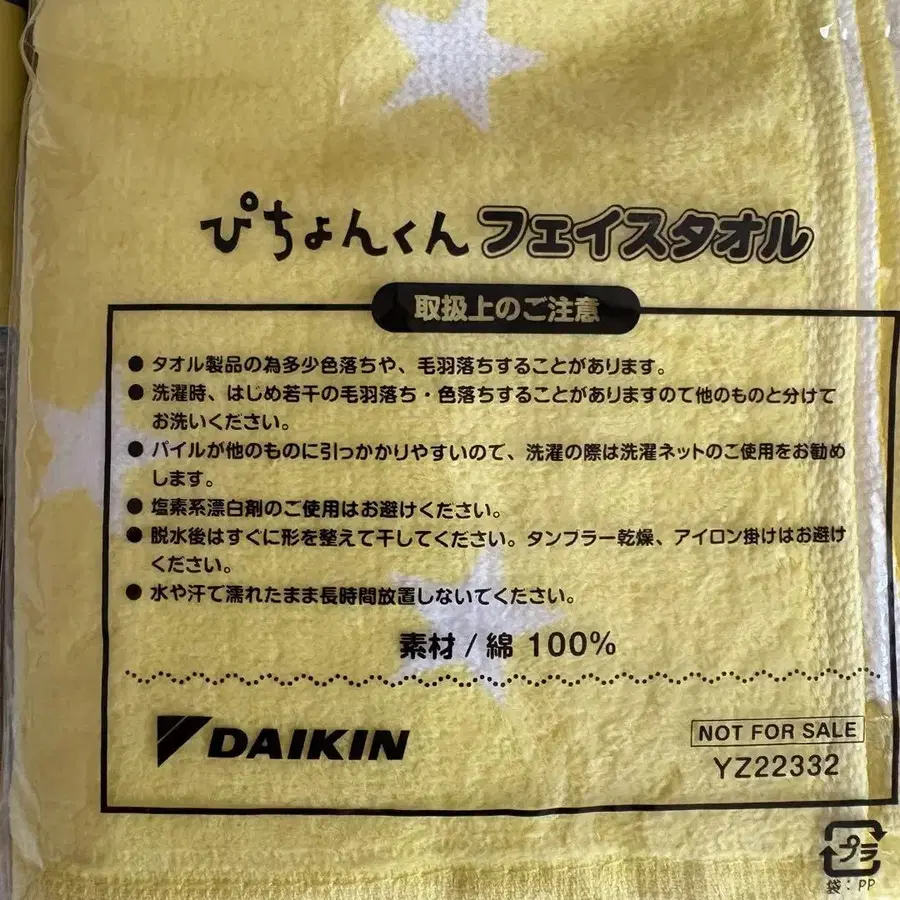 ぴちょんくん フェイスタオル
取扱上のご注意
● タオル製品の為多少色落ちや、毛羽落ちすることがあります。
● 洗濯時、はじめ若干の毛羽落ち・色落ちすることがありますので他のものと分けて
お洗いください。
● パイルが他のものに引っかかりやすいので、洗濯の際は洗濯ネットのご使用をお勧め
します。
● 塩素系漂白剤のご使用はお避けください。
● 脱水後はすぐに形を整えて干してください。タンブラー乾燥、アイロン掛けはお避け
ください。
● 水や汗で濡れたまま長時間放置しないでください。
素材 / 綿 100%
DAIKIN
NOT FOR SALE
YZ22332
プラ
袋：PP